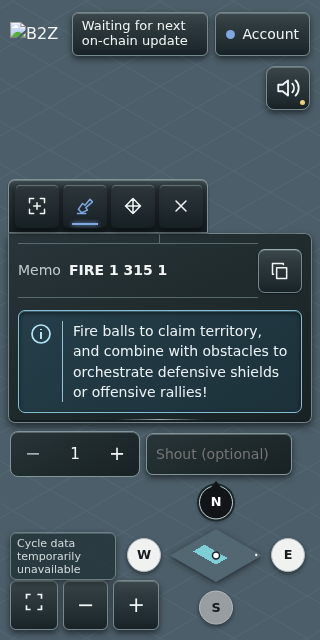 B2Z
Waiting for next
on-chain update
Account
Memo FIRE 1 315 1
Fire balls to claim territory,
and combine with obstacles to
orchestrate defensive shields
or offensive rallies!
− 1 +
Shout (optional)
N
Cycle data
temporarily
unavailable
W
E
S
− +